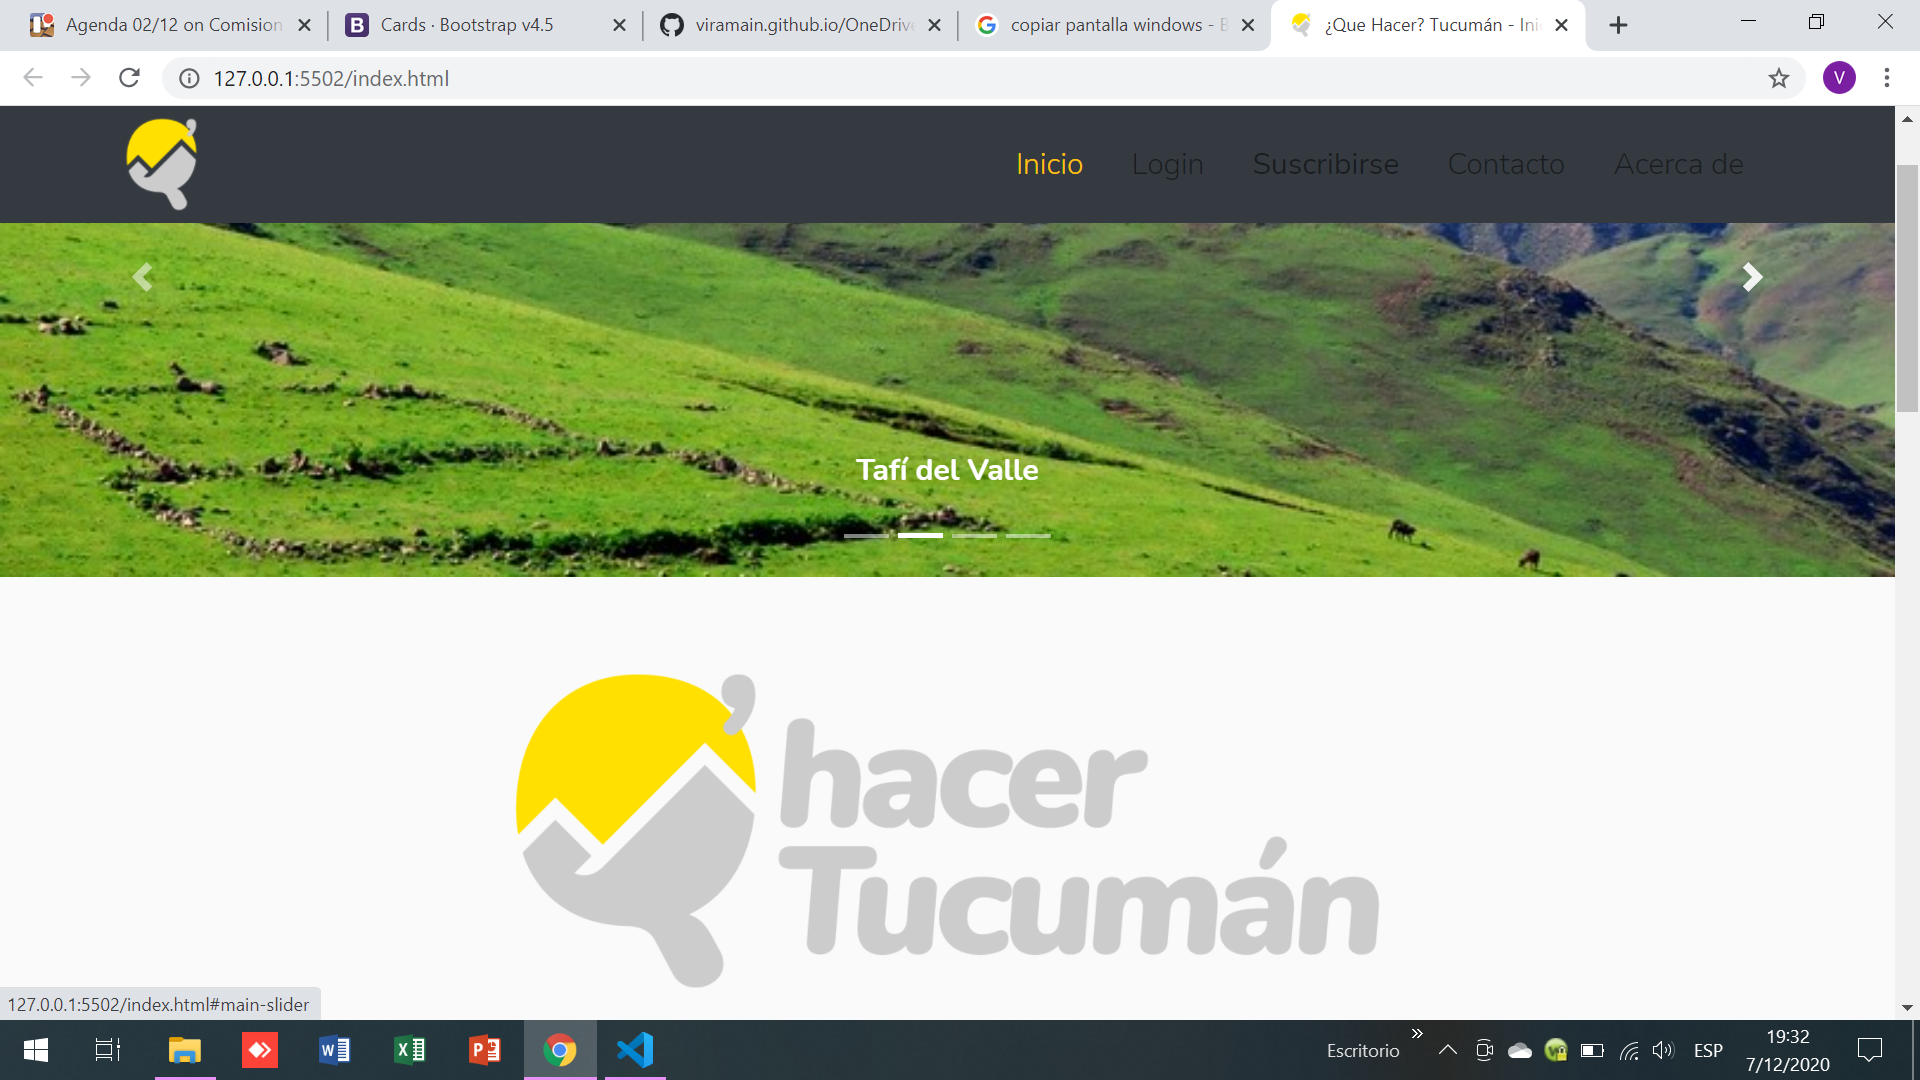 Agenda 02/12 on Comision
Cards · Bootstrap v4.5
viramain.github.io/OneDrive
copiar pantalla windows - B
¿Que Hacer? Tucumán - Ini
127.0.0.1:5502/index.html
V
Inicio
Login
Suscribirse
Contacto
Acerca de
Tafí del Valle
hacer
Tucumán
127.0.0.1:5502/index.html#main-slider
Escritorio
ESP
19:32
7/12/2020